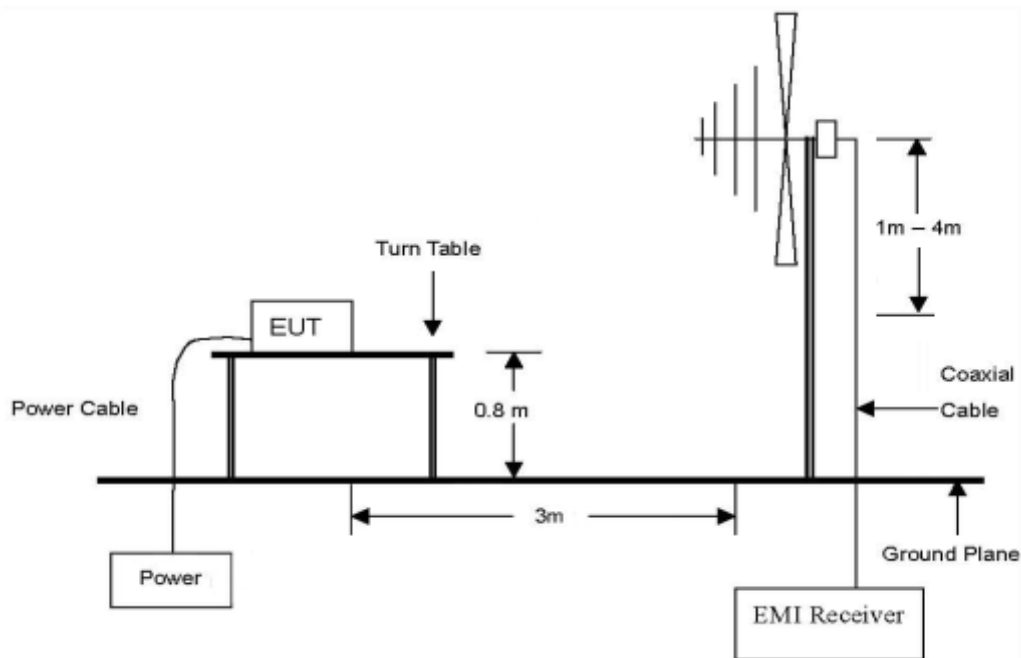 1m – 4m
Turn Table
EUT
Coaxial
Cable
Power Cable
0.8 m
3m
Ground Plane
Power
EMI Receiver